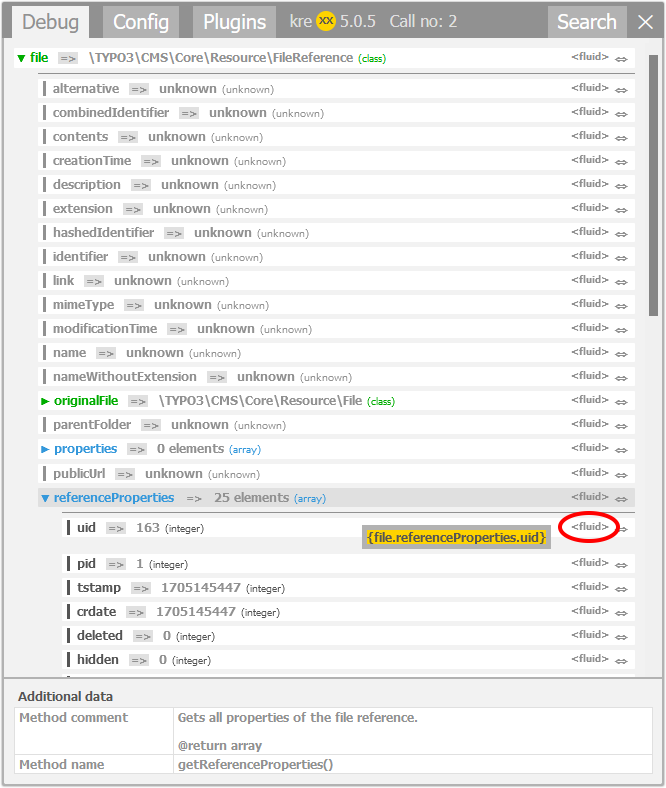 Debug Config Plugins kre XX 5.0.5 Call no: 2 Search ×
▼ file => \TYPO3\CMS\Core\Resource\FileReference (class) <fluid> ⇔
alternative => unknown (unknown) <fluid> ⇔
combinedIdentifier => unknown (unknown) <fluid> ⇔
contents => unknown (unknown) <fluid> ⇔
creationTime => unknown (unknown) <fluid> ⇔
description => unknown (unknown) <fluid> ⇔
extension => unknown (unknown) <fluid> ⇔
hashedIdentifier => unknown (unknown) <fluid> ⇔
identifier => unknown (unknown) <fluid> ⇔
link => unknown (unknown) <fluid> ⇔
mimeType => unknown (unknown) <fluid> ⇔
modificationTime => unknown (unknown) <fluid> ⇔
name => unknown (unknown) <fluid> ⇔
nameWithoutExtension => unknown (unknown) <fluid> ⇔
► originalFile => \TYPO3\CMS\Core\Resource\File (class) <fluid> ⇔
parentFolder => unknown (unknown) <fluid> ⇔
► properties => 0 elements (array) <fluid> ⇔
publicUrl => unknown (unknown) <fluid> ⇔
▼ referenceProperties => 25 elements (array) <fluid> ⇔
uid => 163 (integer) <fluid> ⇔
{file.referenceProperties.uid}
pid => 1 (integer) <fluid> ⇔
tstamp => 1705145447 (integer) <fluid> ⇔
crdate => 1705145447 (integer) <fluid> ⇔
deleted => 0 (integer) <fluid> ⇔
hidden => 0 (integer) <fluid> ⇔
Additional data
Method comment Gets all properties of the file reference.
@return array
Method name getReferenceProperties()